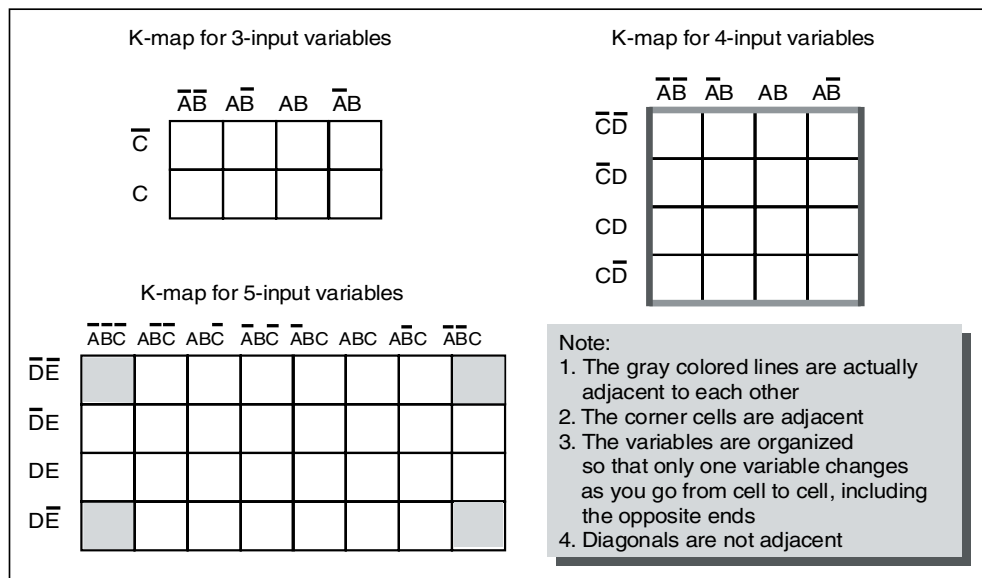 K-map for 3-input variables
A̅B̅ AB̅ AB A̅B
C̅
C
K-map for 4-input variables
A̅B̅ A̅B AB AB̅
C̅D̅
C̅D
CD
CD̅
K-map for 5-input variables
A̅B̅C̅ AB̅C̅ ABC̅ A̅BC̅ A̅BC ABC AB̅C A̅B̅C
D̅E̅
D̅E
DE
DE̅
Note:
1. The gray colored lines are actually
adjacent to each other
2. The corner cells are adjacent
3. The variables are organized
so that only one variable changes
as you go from cell to cell, including
the opposite ends
4. Diagonals are not adjacent